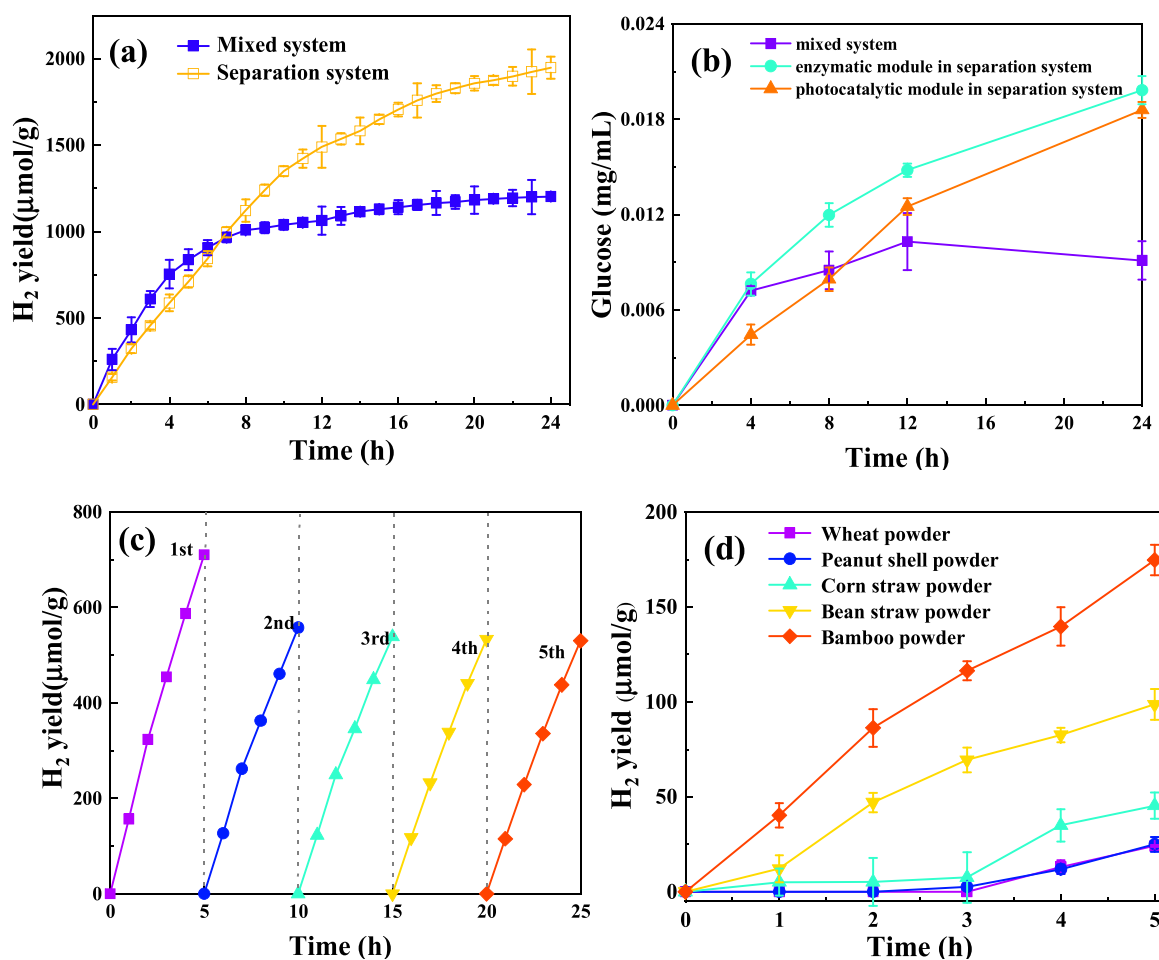 (a)
Mixed system
Separation system
H2 yield(μmol/g)
2000
1500
1000
500
0
0 4 8 12 16 20 24
Time (h)
(b)
mixed system
enzymatic module in separation system
photocatalytic module in separation system
Glucose (mg/mL)
0.024
0.018
0.012
0.006
0.000
0 4 8 12 24
Time (h)
(c)
1st
2nd
3rd
4th
5th
H2 yield(μmol/g)
800
600
400
200
0
0 5 10 15 20 25
Time (h)
(d)
Wheat powder
Peanut shell powder
Corn straw powder
Bean straw powder
Bamboo powder
H2 yield (μmol/g)
200
150
100
50
0
0 1 2 3 4 5
Time (h)